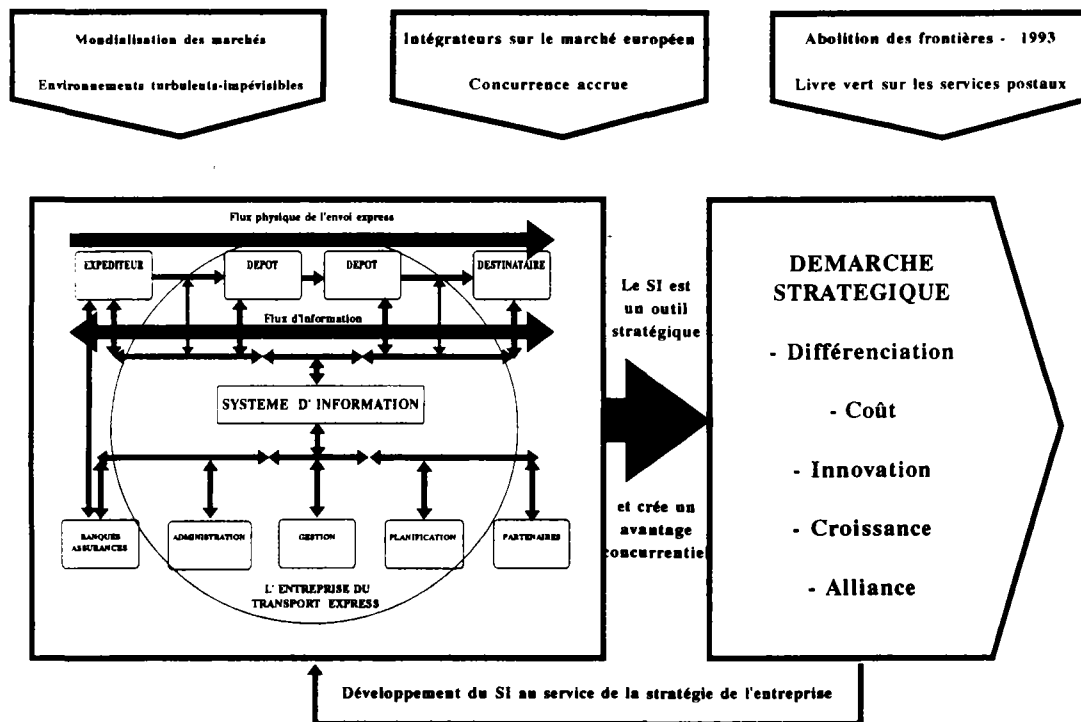 Mondialisation des marchés
Environnements turbulents-impévisibles
Intégrateurs sur le marché européen
Concurrence accrue
Abolition des frontières - 1993
Livre vert sur les services postaux
Flux physique de l'envoi express
EXPEDITEUR
DEPOT
DEPOT
DESTINATAIRE
Flux d'information
SYSTEME D' INFORMATION
BANQUES
ASSURANCES
ADMINISTRATION
GESTION
PLANIFICATION
PARTENAIRES
L' ENTREPRISE DU
TRANSPORT EXPRESS
Le SI est
un outil
stratégique
et crée un
avantage
concurrentiel
DEMARCHE
STRATEGIQUE
- Différenciation
- Coût
- Innovation
- Croissance
- Alliance
Développement du SI au service de la stratégie de l'entreprise